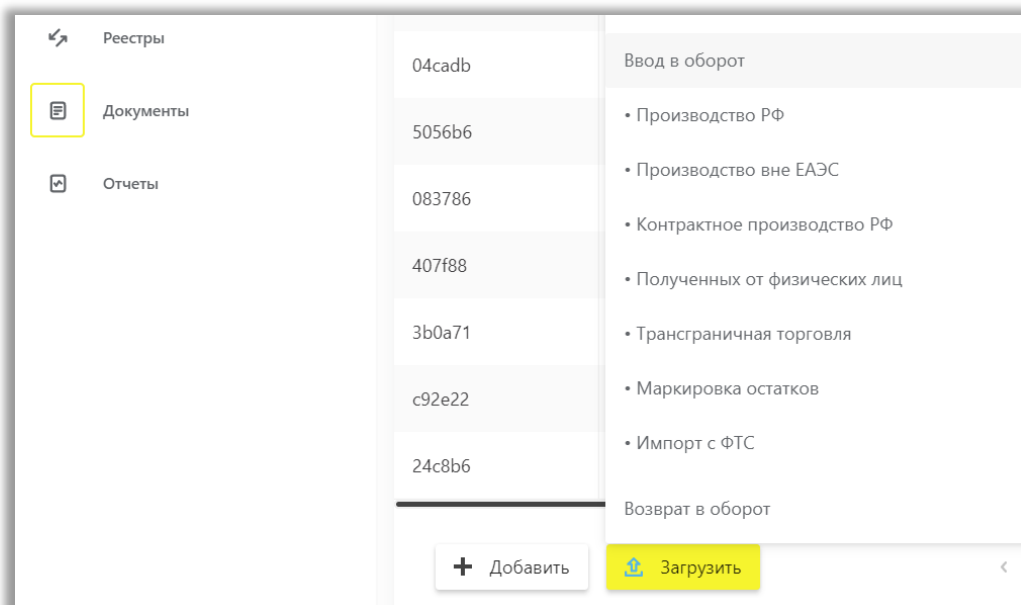 Реестры
Документы
Отчеты
04cadb
5056b6
083786
407f88
3b0a71
c92e22
24c8b6
Ввод в оборот
• Производство РФ
• Производство вне ЕАЭС
• Контрактное производство РФ
• Полученных от физических лиц
• Трансграничная торговля
• Маркировка остатков
• Импорт с ФТС
Возврат в оборот
Добавить
Загрузить